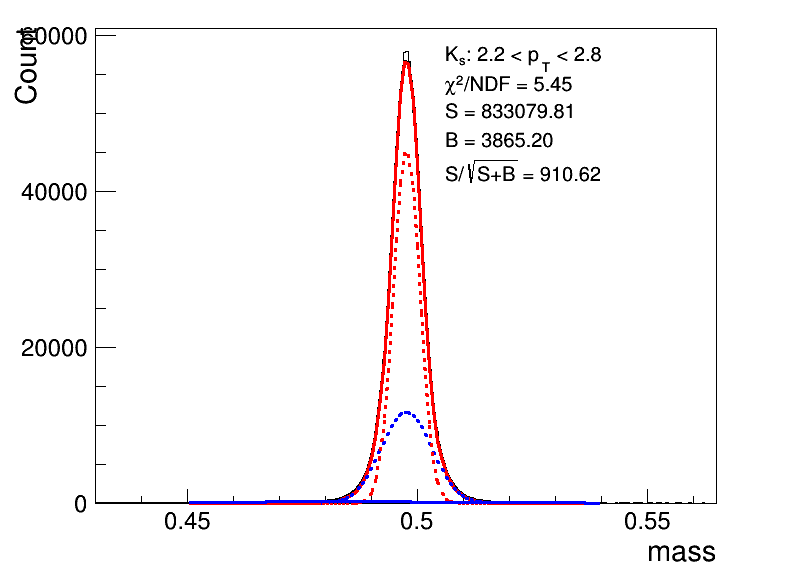 Count
60000
40000
20000
0
0.45 0.5 0.55
mass
Ks: 2.2 < pT < 2.8
χ²/NDF = 5.45
S = 833079.81
B = 3865.20
S/√S+B = 910.62